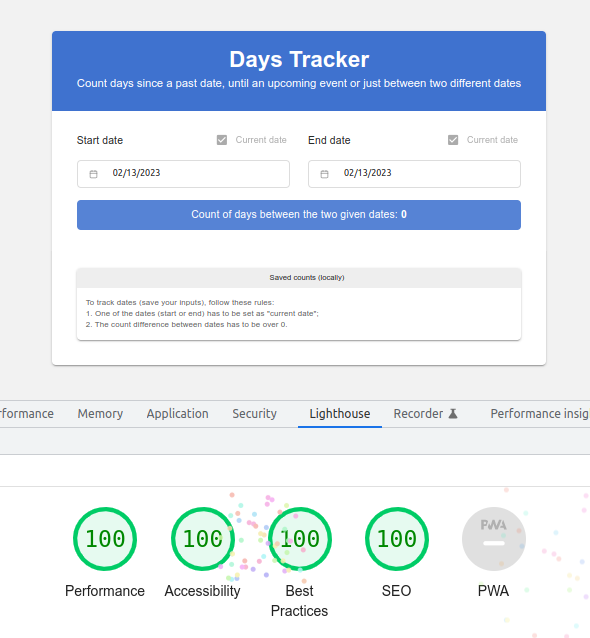 Days Tracker
Count days since a past date, until an upcoming event or just between two different dates
Start date
Current date
End date
Current date
02/13/2023
02/13/2023
Count of days between the two given dates: 0
Saved counts (locally)
To track dates (save your inputs), follow these rules:
1. One of the dates (start or end) has to be set as "current date";
2. The count difference between dates has to be over 0.
rformance Memory Application Security Lighthouse Recorder Performance insig
100 100 100 100 PWA
Performance Accessibility Best SEO PWA
Practices